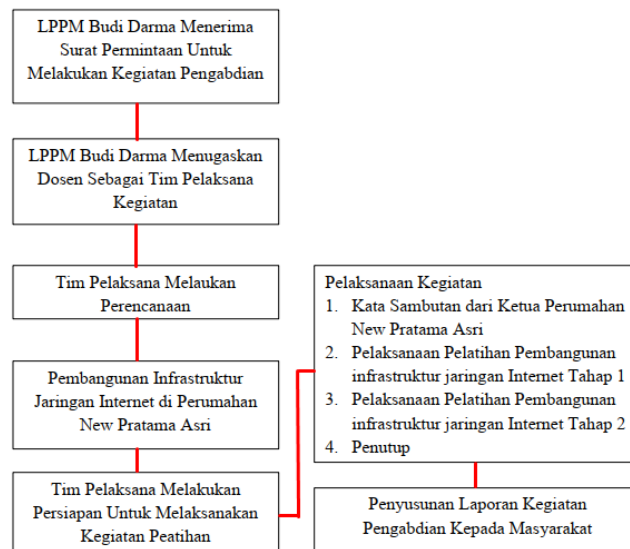 LPPM Budi Darma Menerima
Surat Permintaan Untuk
Melakukan Kegiatan Pengabdian
LPPM Budi Darma Menugaskan
Dosen Sebagai Tim Pelaksana
Kegiatan
Tim Pelaksana Melaukan
Perencanaan
Pembangunan Infrastruktur
Jaringan Internet di Perumahan
New Pratama Asri
Tim Pelaksana Melakukan
Persiapan Untuk Melaksanakan
Kegiatan Peatihan
Pelaksanaan Kegiatan
1. Kata Sambutan dari Ketua Perumahan
New Pratama Asri
2. Pelaksanaan Pelatihan Pembangunan
infrastruktur jaringan Internet Tahap 1
3. Pelaksanaan Pelatihan Pembangunan
infrastruktur jaringan Internet Tahap 2
4. Penutup
Penyusunan Laporan Kegiatan
Pengabdian Kepada Masyarakat